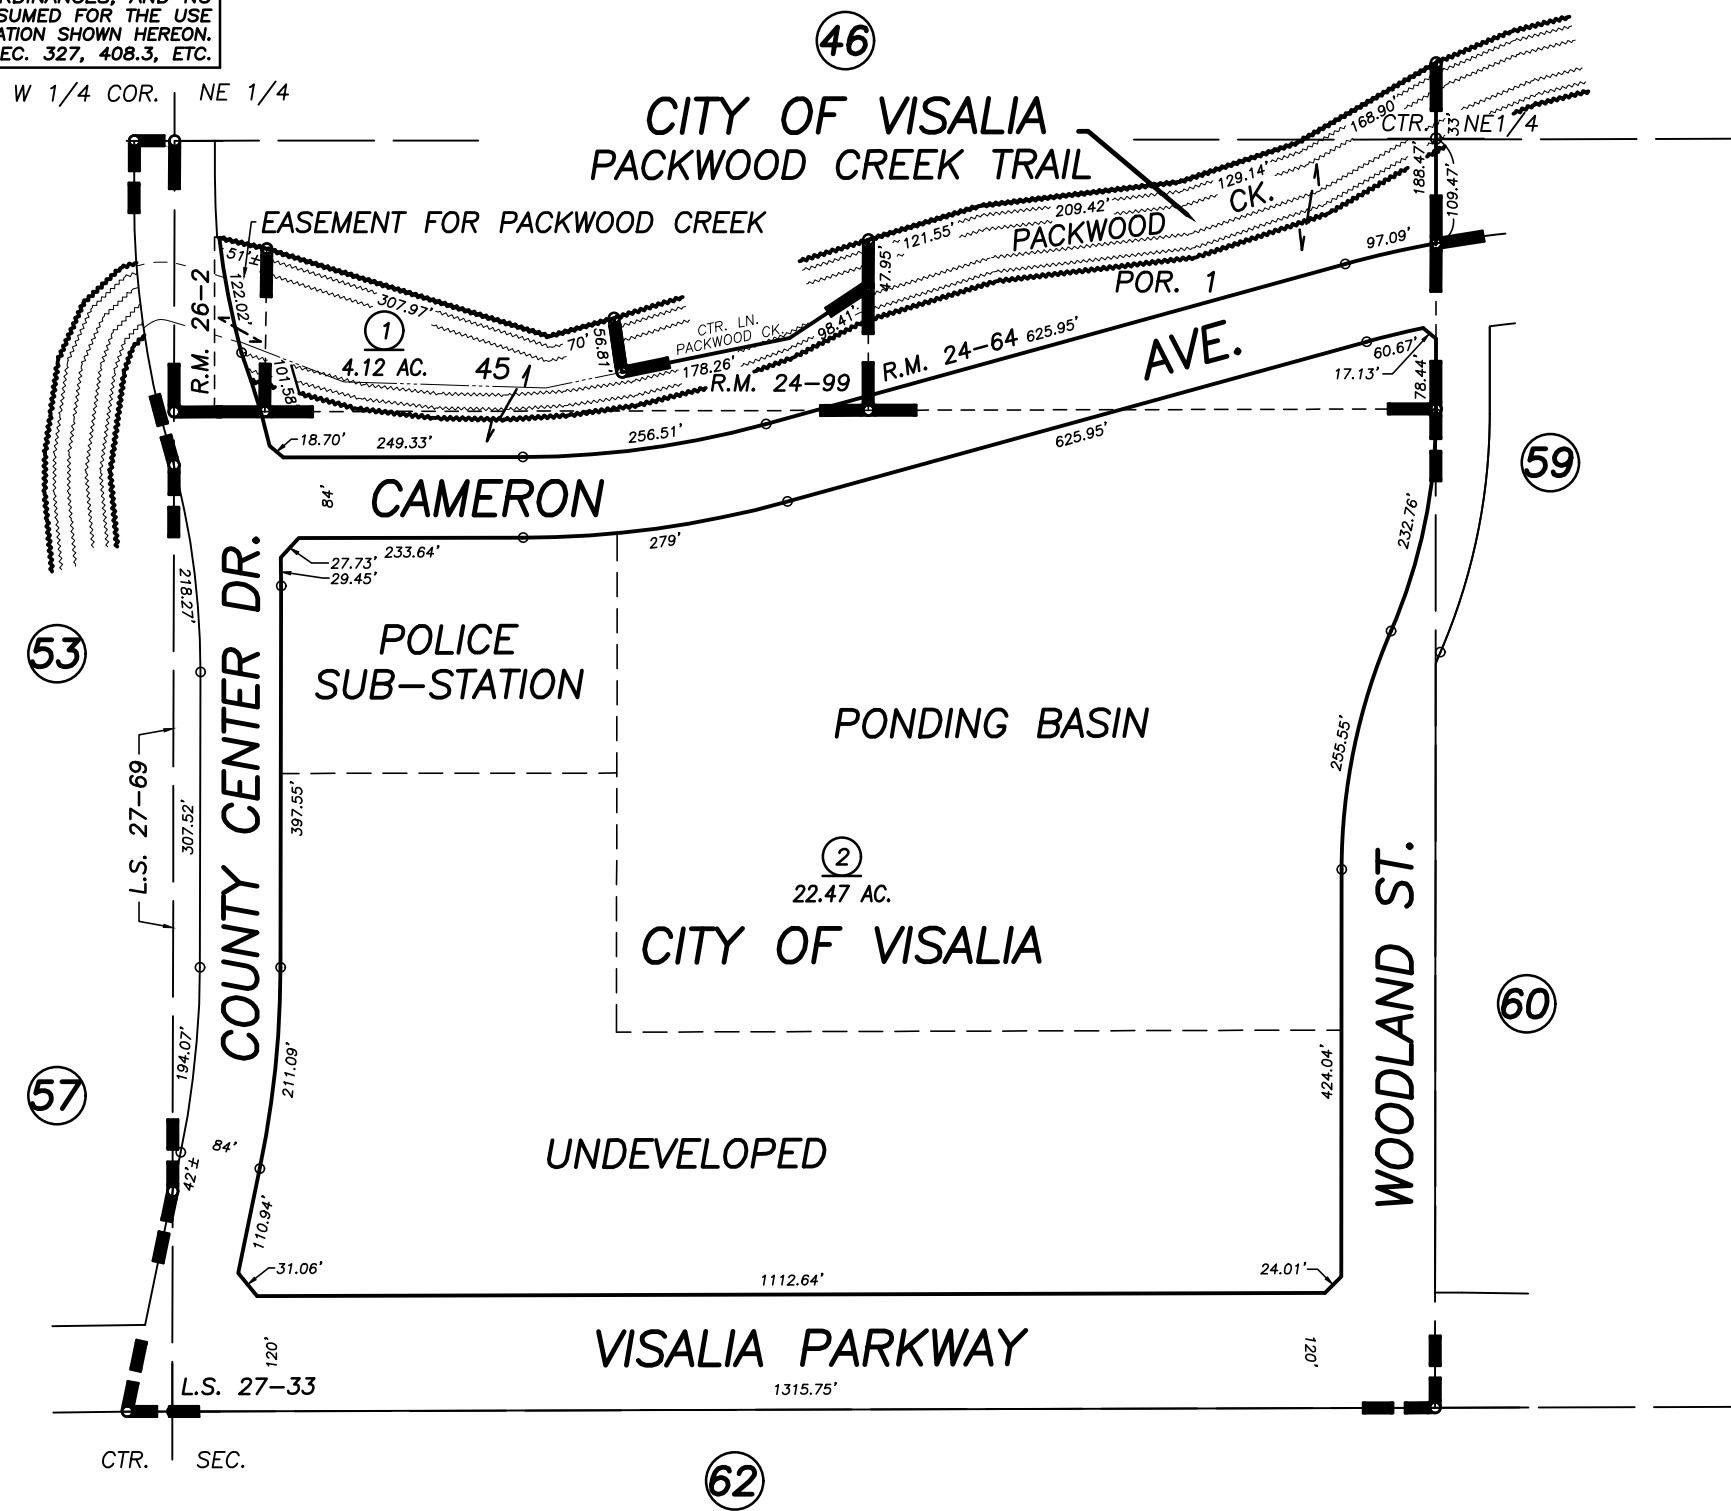 SUMED FOR THE USE
ATION SHOWN HEREON.
EC. 327, 408.3, ETC.
46
W 1/4 COR. NE 1/4
CITY OF VISALIA
PACKWOOD CREEK TRAIL
168.90'
CTR. NE1/4
33'
188.47'
109.47'
129.14'
CK.
1
209.42'
PACKWOOD
EASEMENT FOR PACKWOOD CREEK
121.55'
97.09'
51'±
122.02'
R.M. 26-2
307.97'
47.95'
POR. 1
1
4.12 AC.
CTR. LN.
PACKWOOD CK.
98.41'
70'
56.81'
178.26'
R.M. 24-99
R.M. 24-64 625.95'
AVE.
60.67'
17.13'
78.44'
45
1
1
101.58
18.70'
249.33'
256.51'
625.95'
59
84'
CAMERON
232.76'
233.64'
279'
27.73'
29.45'
218.27'
COUNTY CENTER DR.
53
POLICE
SUB-STATION
PONDING BASIN
255.55'
L.S. 27-69
307.52'
397.55'
2
22.47 AC.
CITY OF VISALIA
WOODLAND ST.
60
194.07'
211.09'
424.04'
57
84'
42'±
UNDEVELOPED
110.94'
31.06'
1112.64'
24.01'
120'
VISALIA PARKWAY
120'
L.S. 27-33
1315.75'
CTR. SEC.
62